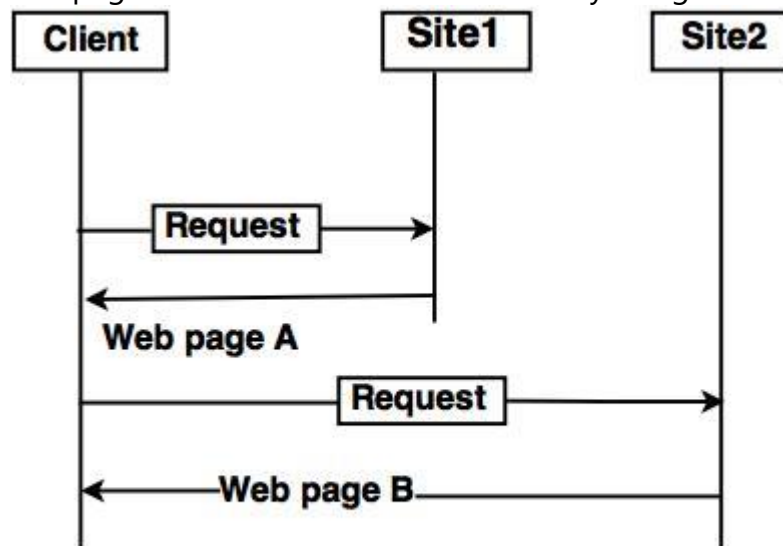 Client
Site1
Site2
Request
Web page A
Request
Web page B